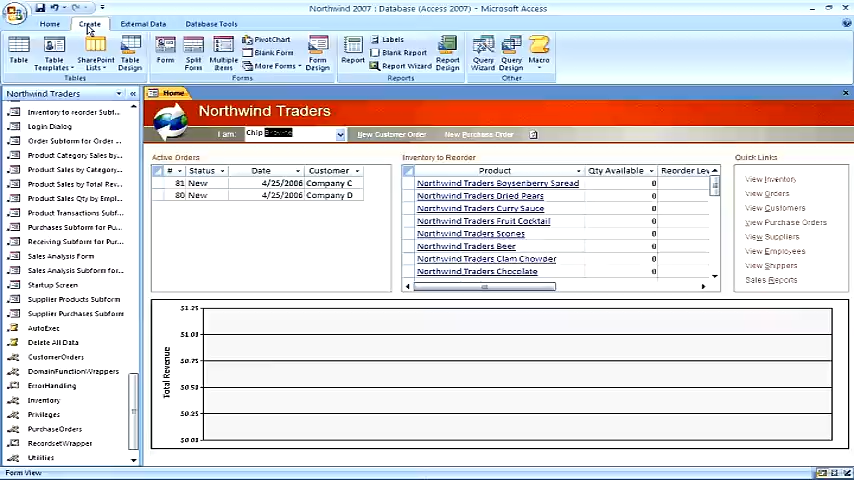 Northwind 2007 : Database (Access 2007) - Microsoft Access
Home Create External Data Database Tools
Table Table Templates SharePoint Lists Table Design
Form Split Form Multiple Items PivotChart Blank Form More Forms Form Design
Report Labels Blank Report Report Wizard Report Design
Query Wizard Query Design Macro
Tables Forms Reports Other
Northwind Traders «
Home
Inventory to reorder Subf...
Login Dialog
Order Subform for Order ...
Product Category Sales by...
Product Sales by Category...
Product Sales by Total Rev...
Product Sales Qty by Empl...
Product Transactions Subf...
Purchases Subform for Pu...
Receiving Subform for Pu...
Sales Analysis Form
Sales Analysis Subform for...
Startup Screen
Supplier Products Subform
Supplier Purchases Subform
AutoExec
Delete All Data
CustomerOrders
DomainFunctionWrappers
ErrorHandling
Inventory
Privileges
PurchaseOrders
RecordsetWrapper
Utilities
Northwind Traders
I am: Chip Browne New Customer Order New Purchase Order
Active Orders
# Status Date Customer
81 New 4/25/2006 Company C
80 New 4/25/2006 Company D
Inventory to Reorder
Product Qty Available Reorder Lev
Northwind Traders Boysenberry Spread 0
Northwind Traders Dried Pears 0
Northwind Traders Curry Sauce 0
Northwind Traders Fruit Cocktail 0
Northwind Traders Scones 0
Northwind Traders Beer 0
Northwind Traders Clam Chowder 0
Northwind Traders Chocolate 0
Quick Links
View Inventory
View Orders
View Customers
View Purchase Orders
View Suppliers
View Employees
View Shippers
Sales Reports
Total Revenue
$1.25
$1.00
$0.75
$0.50
$0.25
$0.00
Form View